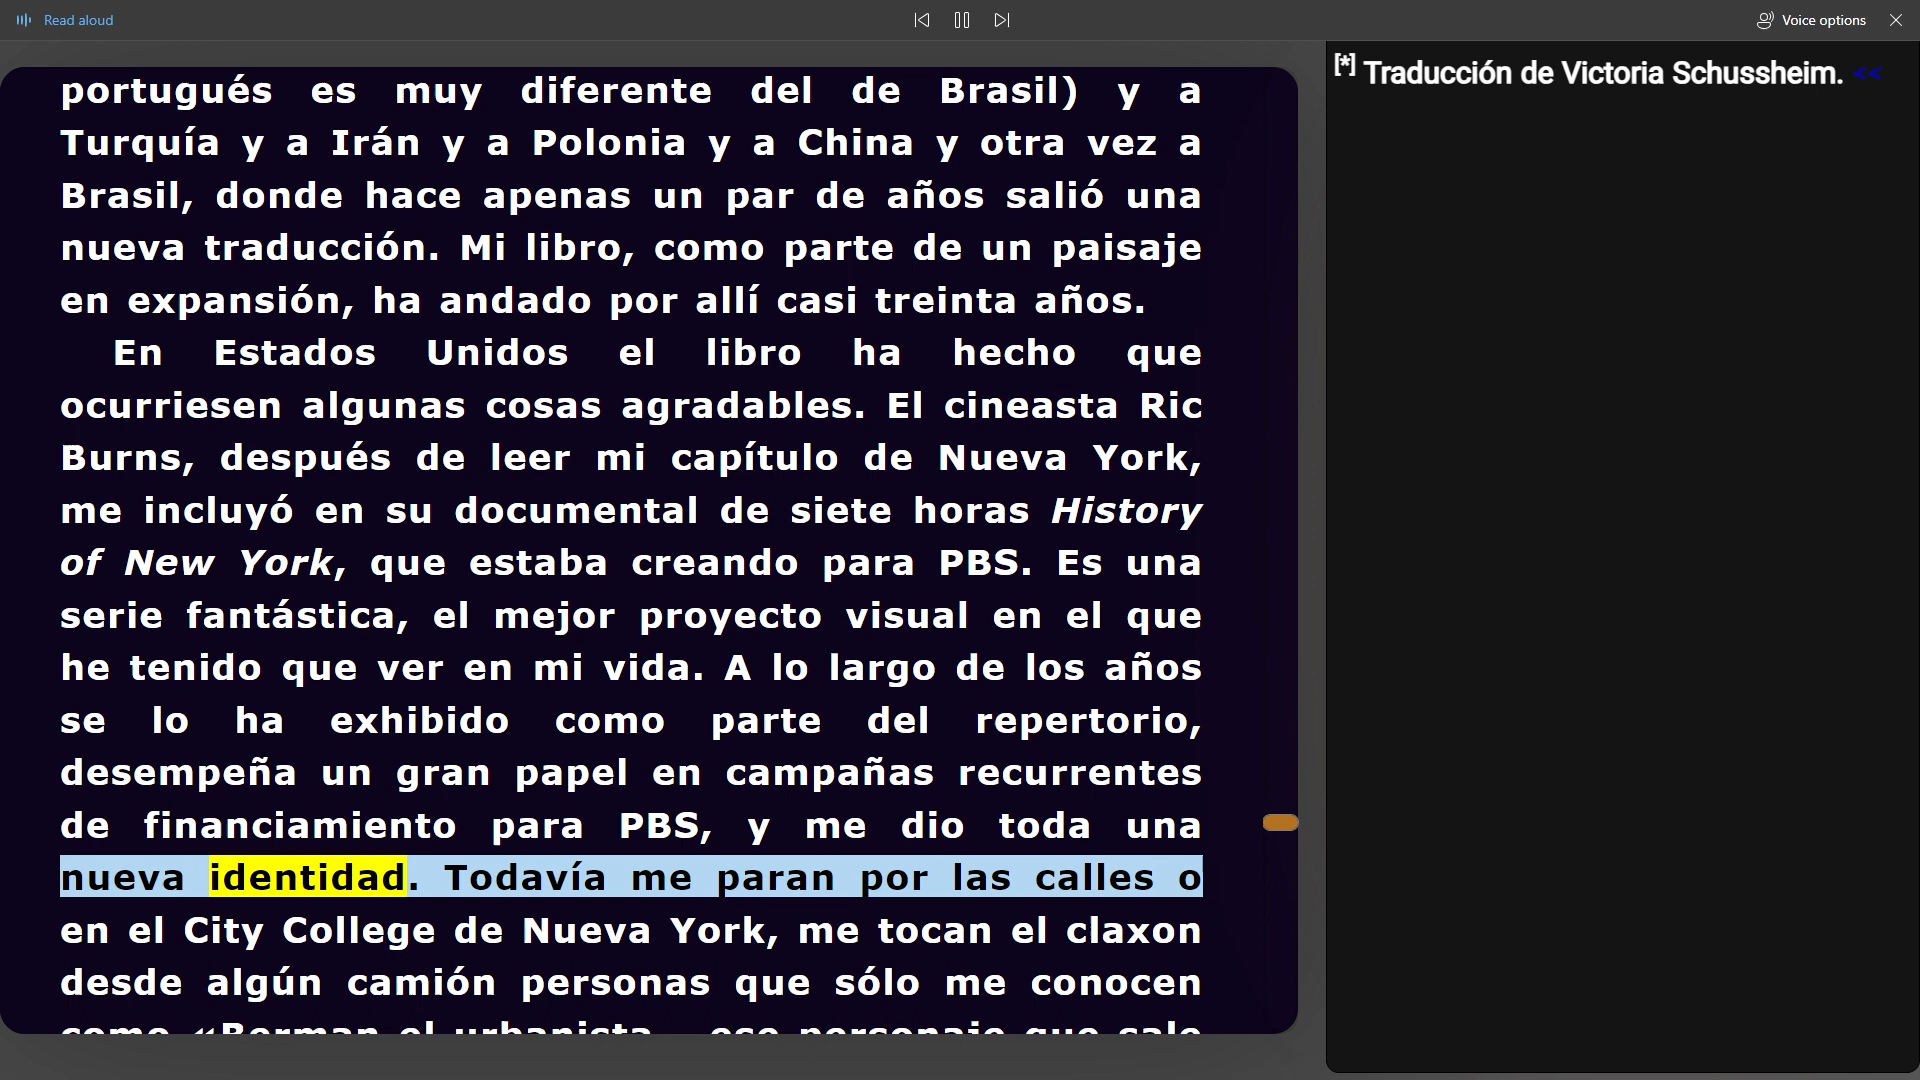 Read aloud
Voice options
portugués es muy diferente del de Brasil) y a
Turquía y a Irán y a Polonia y a China y otra vez a
Brasil, donde hace apenas un par de años salió una
nueva traducción. Mi libro, como parte de un paisaje
en expansión, ha andado por allí casi treinta años.
En Estados Unidos el libro ha hecho que
ocurriesen algunas cosas agradables. El cineasta Ric
Burns, después de leer mi capítulo de Nueva York,
me incluyó en su documental de siete horas History
of New York, que estaba creando para PBS. Es una
serie fantástica, el mejor proyecto visual en el que
he tenido que ver en mi vida. A lo largo de los años
se lo ha exhibido como parte del repertorio,
desempeña un gran papel en campañas recurrentes
de financiamiento para PBS, y me dio toda una
nueva identidad. Todavía me paran por las calles o
en el City College de Nueva York, me tocan el claxon
desde algún camión personas que sólo me conocen
como «Berman el urbanista
ese personaje que sale
[*] Traducción de Victoria Schussheim. <<